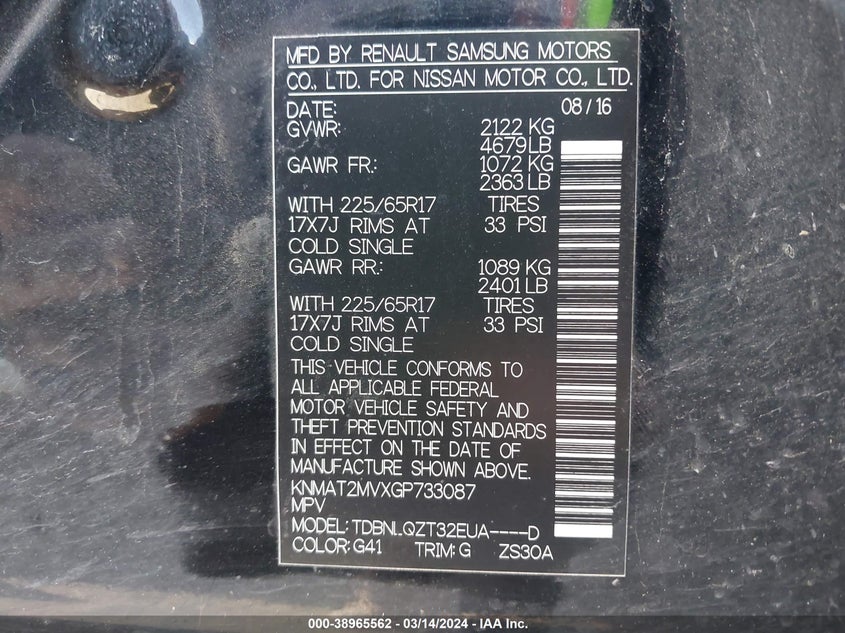 MFD BY RENAULT SAMSUNG MOTORS
CO., LTD. FOR NISSAN MOTOR CO., LTD.
DATE: 08/16
GVWR: 2122 KG
4679 LB
GAWR FR.: 1072 KG
2363 LB
WITH 225/65R17 TIRES
17X7J RIMS AT 33 PSI
COLD SINGLE
GAWR RR.: 1089 KG
2401 LB
WITH 225/65R17 TIRES
17X7J RIMS AT 33 PSI
COLD SINGLE
THIS VEHICLE CONFORMS TO
ALL APPLICABLE FEDERAL
MOTOR VEHICLE SAFETY AND
THEFT PREVENTION STANDARDS
IN EFFECT ON THE DATE OF
MANUFACTURE SHOWN ABOVE.
KNMAT2MVXGP733087
MPV
MODEL: TDBNLQZT32EUA----D
COLOR: G41 TRIM: G ZS30A
000-38965562 - 03/14/2024 - IAA Inc.